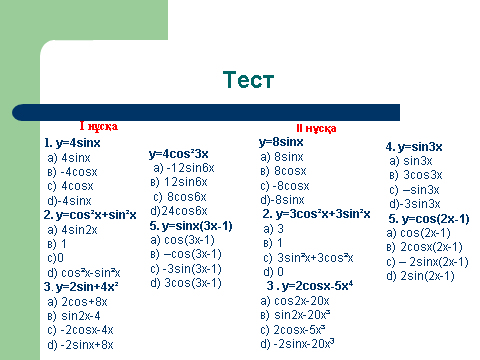 Тест
I нұсқа
1. y=4sinx
a) 4sinx
в) -4cosx
c) 4cosx
d)-4sinx
2. y=cos²x+sin²x
a) 4sin2x
в) 1
c)0
d) cos²x-sin²x
3. y=2sin+4x²
a) 2cos+8x
в) sin2x-4
c) -2cosx-4x
d) -2sinx+8x
y=4cos²3x
a) -12sin6x
в) 12sin6x
c) 8cos6x
d)24cos6x
5. y=sinx(3x-1)
a) cos(3x-1)
в) –cos(3x-1)
c) -3sin(3x-1)
d) 3cos(3x-1)
II нұсқа
y=8sinx
a) 8sinx
в) 8cosx
c) -8cosx
d)-8sinx
2. y=3cos²x+3sin²x
a) 3
в) 1
c) 3sin²x+3cos²x
d) 0
3 . y=2cosx-5x⁴
a) cos2x-20x
в) sin2x-20x³
c) 2cosx-5x³
d) -2sinx-20x³
4. y=sin3x
a) sin3x
в) 3cos3x
c) –sin3x
d)-3sin3x
5. y=cos(2x-1)
a) cos(2x-1)
в) 2cosx(2x-1)
c) – 2sinx(2x-1)
d) 2sin(2x-1)